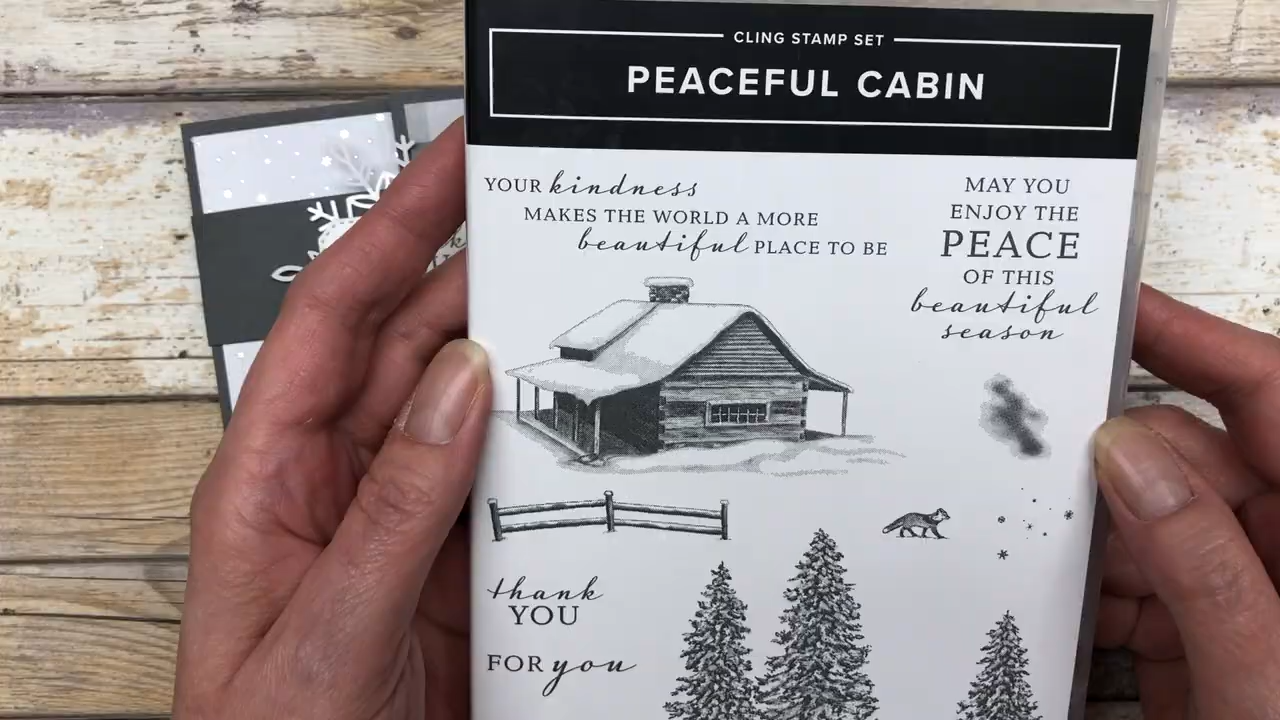 CLING STAMP SET
PEACEFUL CABIN
YOUR kindness
MAKES THE WORLD A MORE
beautiful PLACE TO BE
MAY YOU
ENJOY THE
PEACE
OF THIS
beautiful
season
thank
YOU
FOR you